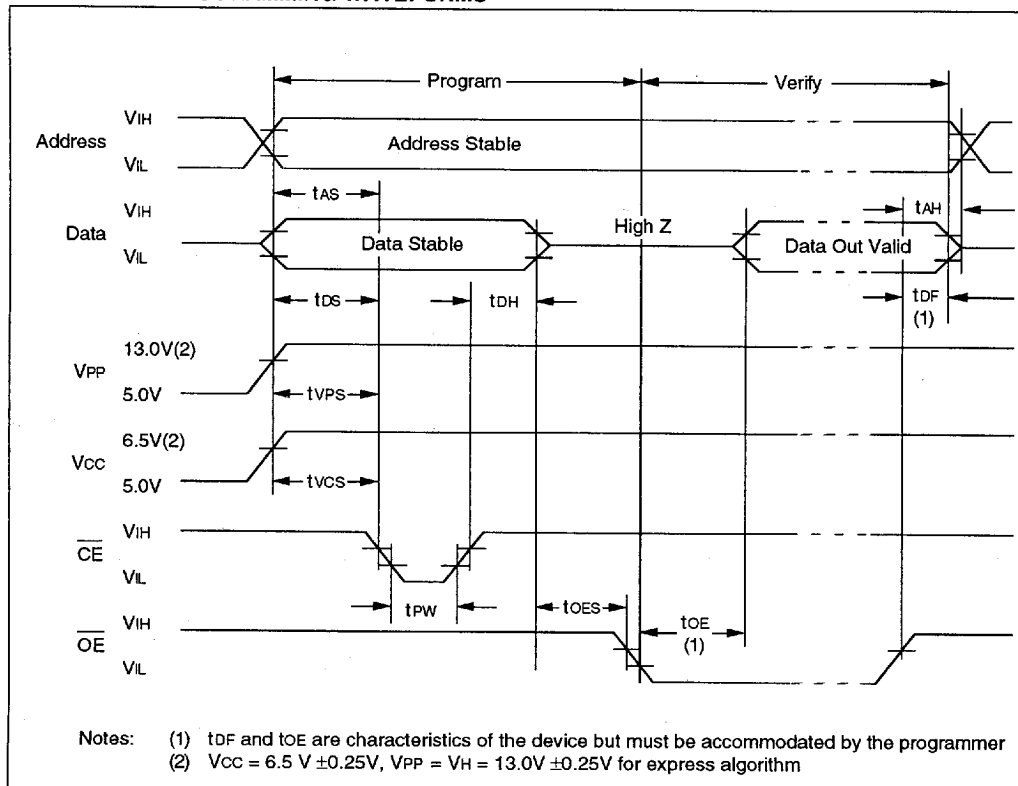 Program
Verify
Address
VIH
VIL
Address Stable
tAS
tAH
Data
VIH
VIL
Data Stable
High Z
Data Out Valid
tDS
tDH
tDF
(1)
VPP
13.0V(2)
5.0V
tVPS
VCC
6.5V(2)
5.0V
tVCS
CE
VIH
VIL
tPW
tOES
tOE
(1)
OE
VIH
VIL
Notes: (1) tDF and tOE are characteristics of the device but must be accommodated by the programmer
(2) VCC = 6.5 V ±0.25V, VPP = VH = 13.0V ±0.25V for express algorithm